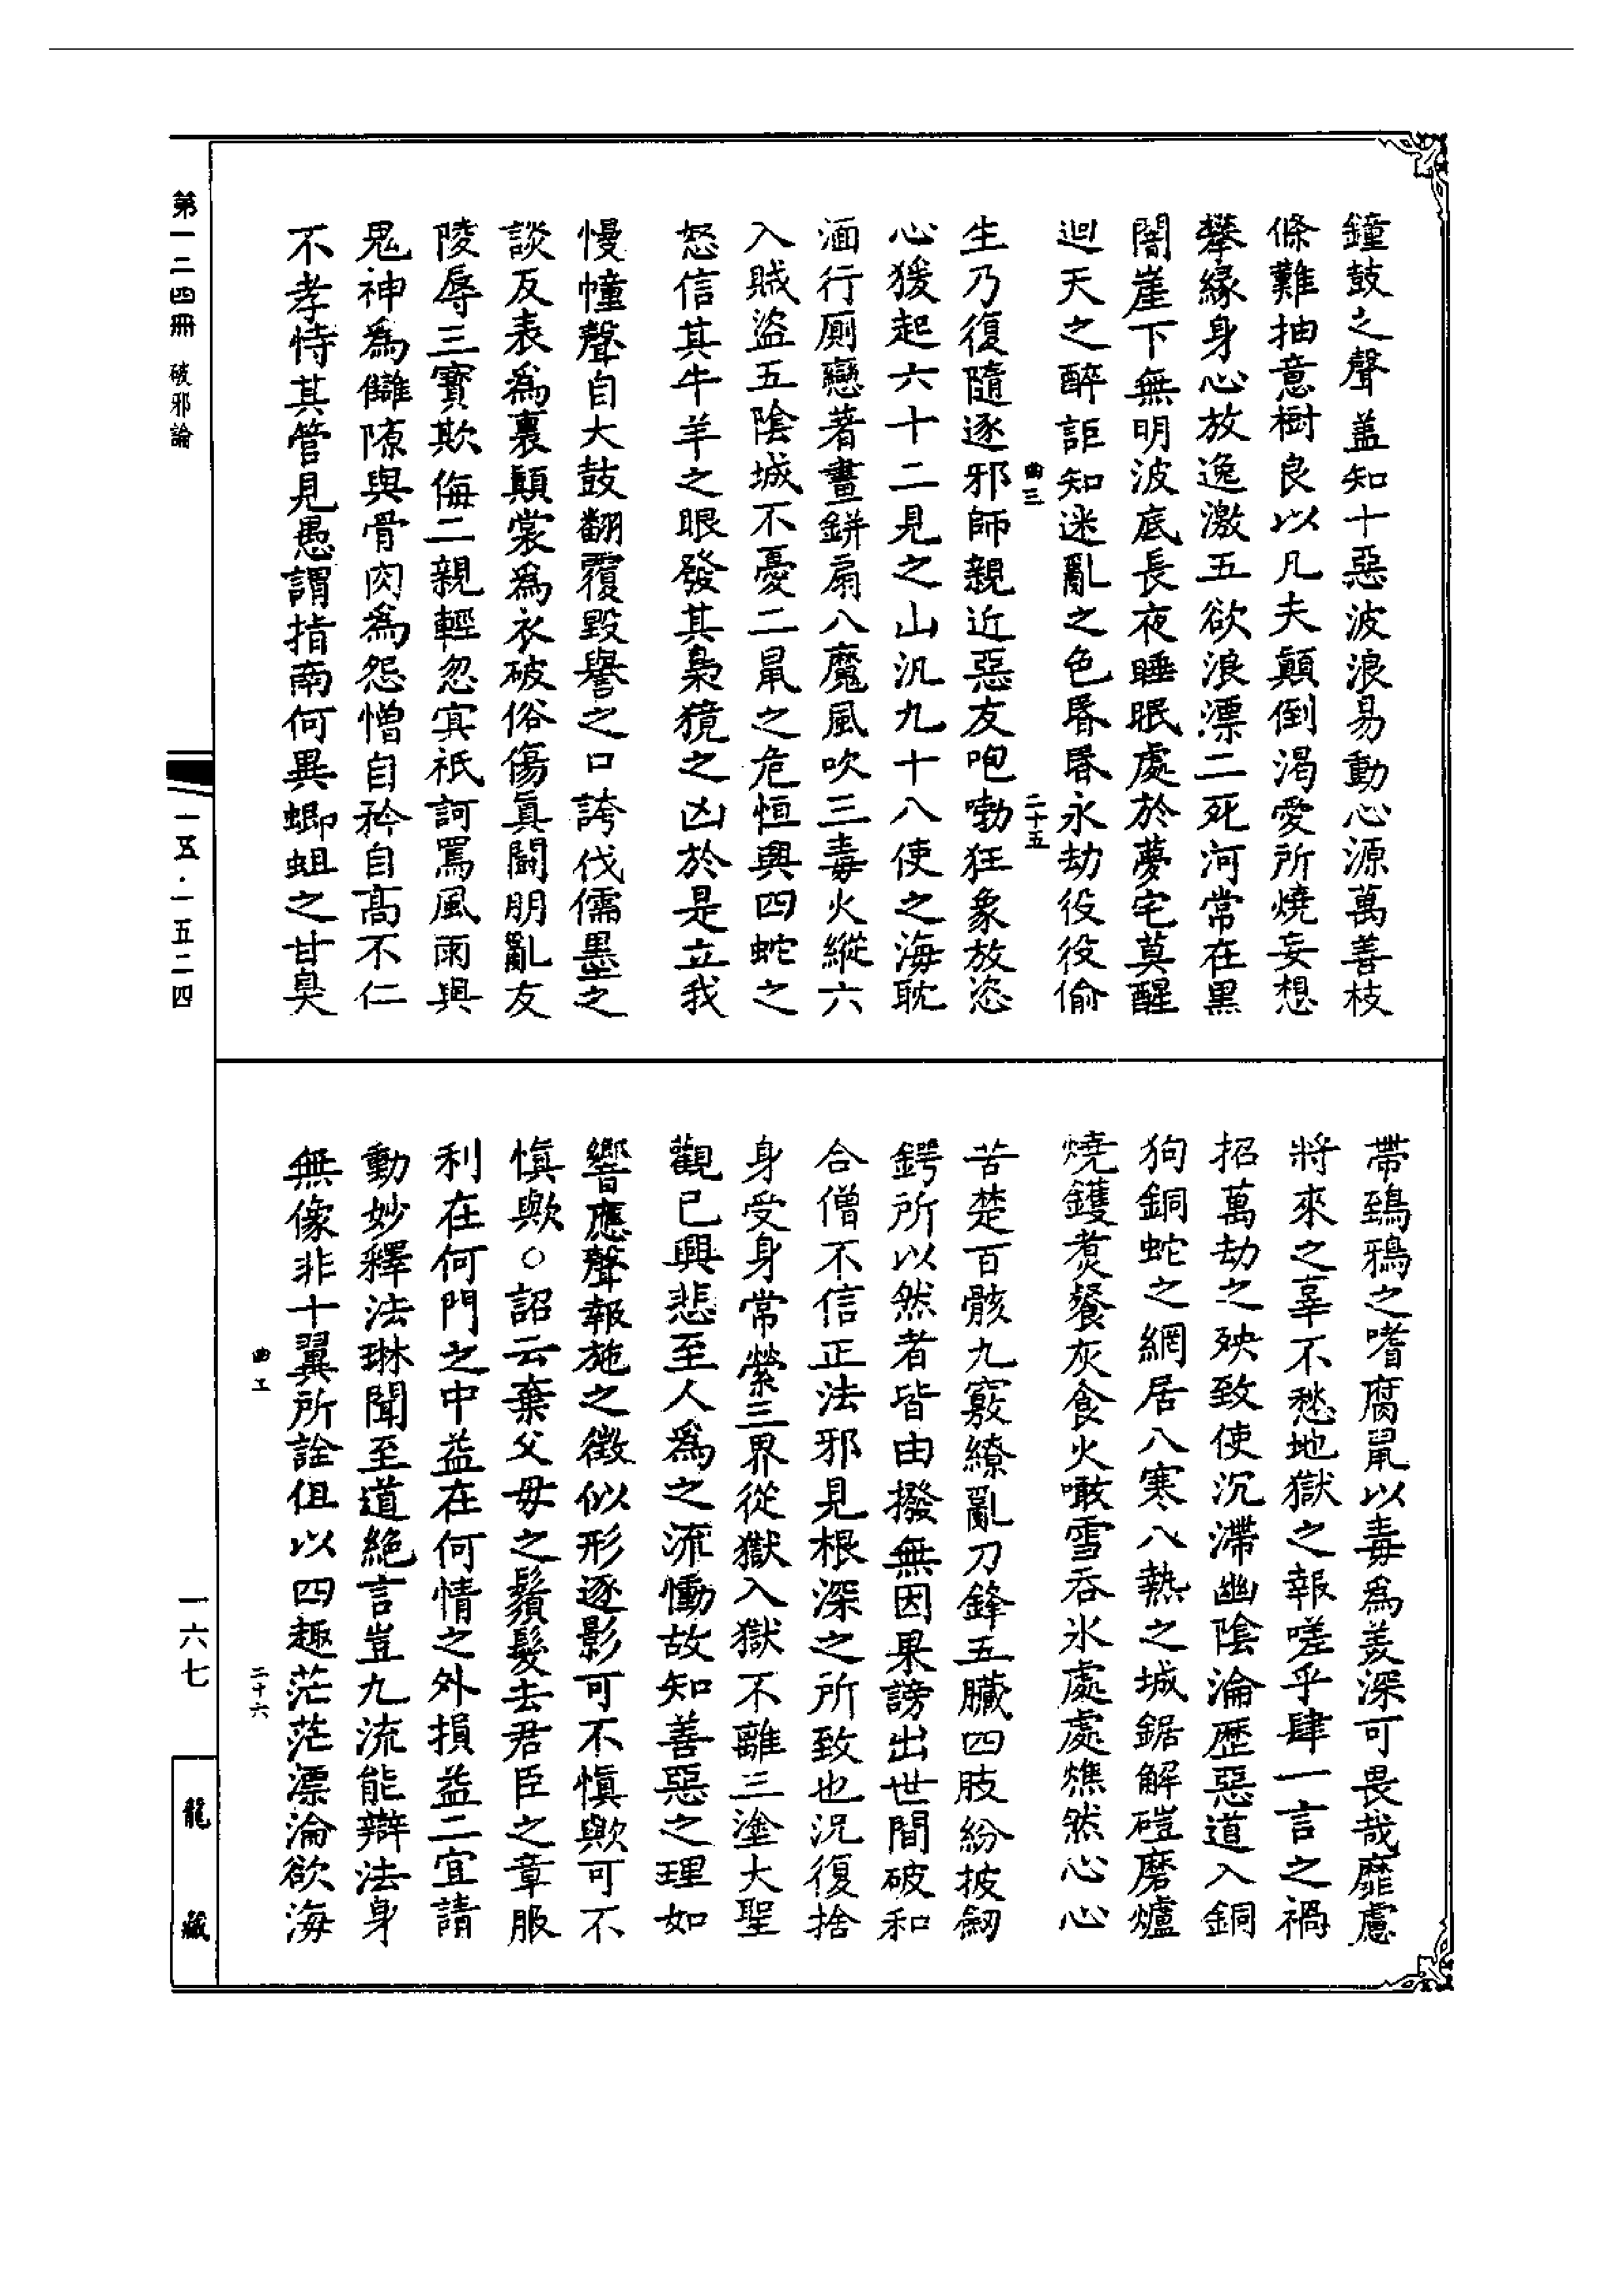 鐘鼓之聲蓋知十惡波浪易動心源萬善枝
條難抽意樹良以凡夫顛倒渴愛所燒妄想
攀緣身心放逸激五欲浪漂二死河常在黑
闇崖下無明波底長夜睡眠處於夢宅莫醒
迴天之醉詎知迷亂之色昬昬永劫役役偷
曲三
二十五
生乃復隨逐邪師親近惡友咆勃狂象放恣
心猨起六十二見之山汎九十八使之海耽
湎行厠戀著畫缾扇八魔風吹三毒火縱六
入賊盜五陰城不憂二鼠之危恒興四蛇之
怒信其牛羊之眼發其梟獍之凶於是立我
慢幢聲自大鼓翻覆毀譽之口誇伐儒墨之
談反表爲裏顛裳爲衣破俗傷眞鬬朋亂友
陵辱三寳欺侮二親輕忽寘祇訶罵風雨與
鬼神爲讎隙與骨肉爲怨憎自矜自高不仁
不孝恃其管見愚謂指南何異蝍蛆之甘臭
帶鵄鴉之嗜腐鼠以毒爲羙深可畏哉靡慮
將來之辜不愁地獄之報嗟乎肆一言之禍
招萬劫之殃致使沉滯幽陰淪歷惡道入銅
狗銅蛇之網居八寒八熱之城鋸解磑磨爐
燒鑊煑餐灰食火噉雪吞氷處處燋然心心
苦楚百骸九竅繚亂刀鋒五臟四肢紛披劒
鍔所以然者皆由撥無因果謗出世間破和
合僧不信正法邪見根深之所致也況復捨
身受身常縈三界從獄入獄不離三塗大聖
觀已興悲至人爲之流慟故知善惡之理如
響應聲報施之徵似形逐影可不愼歟可不
愼歟○詔云棄父母之鬚髮去君臣之章服
利在何門之中益在何情之外損益二宜請
動妙釋法琳聞至道絶言豈九流能辯法身
無像非十翼所詮但以四趣茫茫漂淪欲海
曲工
二十六
第一二四冊 破邪論
一五·一五二四
一六七
龍藏